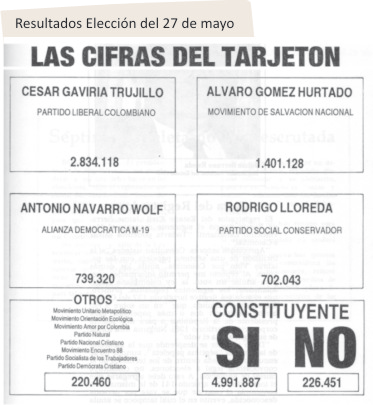 Resultados Elección del 27 de mayo
LAS CIFRAS DEL TARJETON
CESAR GAVIRIA TRUJILLO
PARTIDO LIBERAL COLOMBIANO
2.834.118
ALVARO GOMEZ HURTADO
MOVIMIENTO DE SALVACION NACIONAL
1.401.128
ANTONIO NAVARRO WOLF
ALIANZA DEMOCRATICA M-19
739.320
RODRIGO LLOREDA
PARTIDO SOCIAL CONSERVADOR
702.043
OTROS
Movimiento Unitario Metapolítico
Movimiento Orientación Ecológica
Movimiento Amor por Colombia
Partido Natural
Partido Nacional Cristiano
Movimiento Encuentro 88
Partido Socialista de los Trabajadores
Partido Demócrata Cristiano
220.460
CONSTITUYENTE
SI NO
4.991.887 226.451